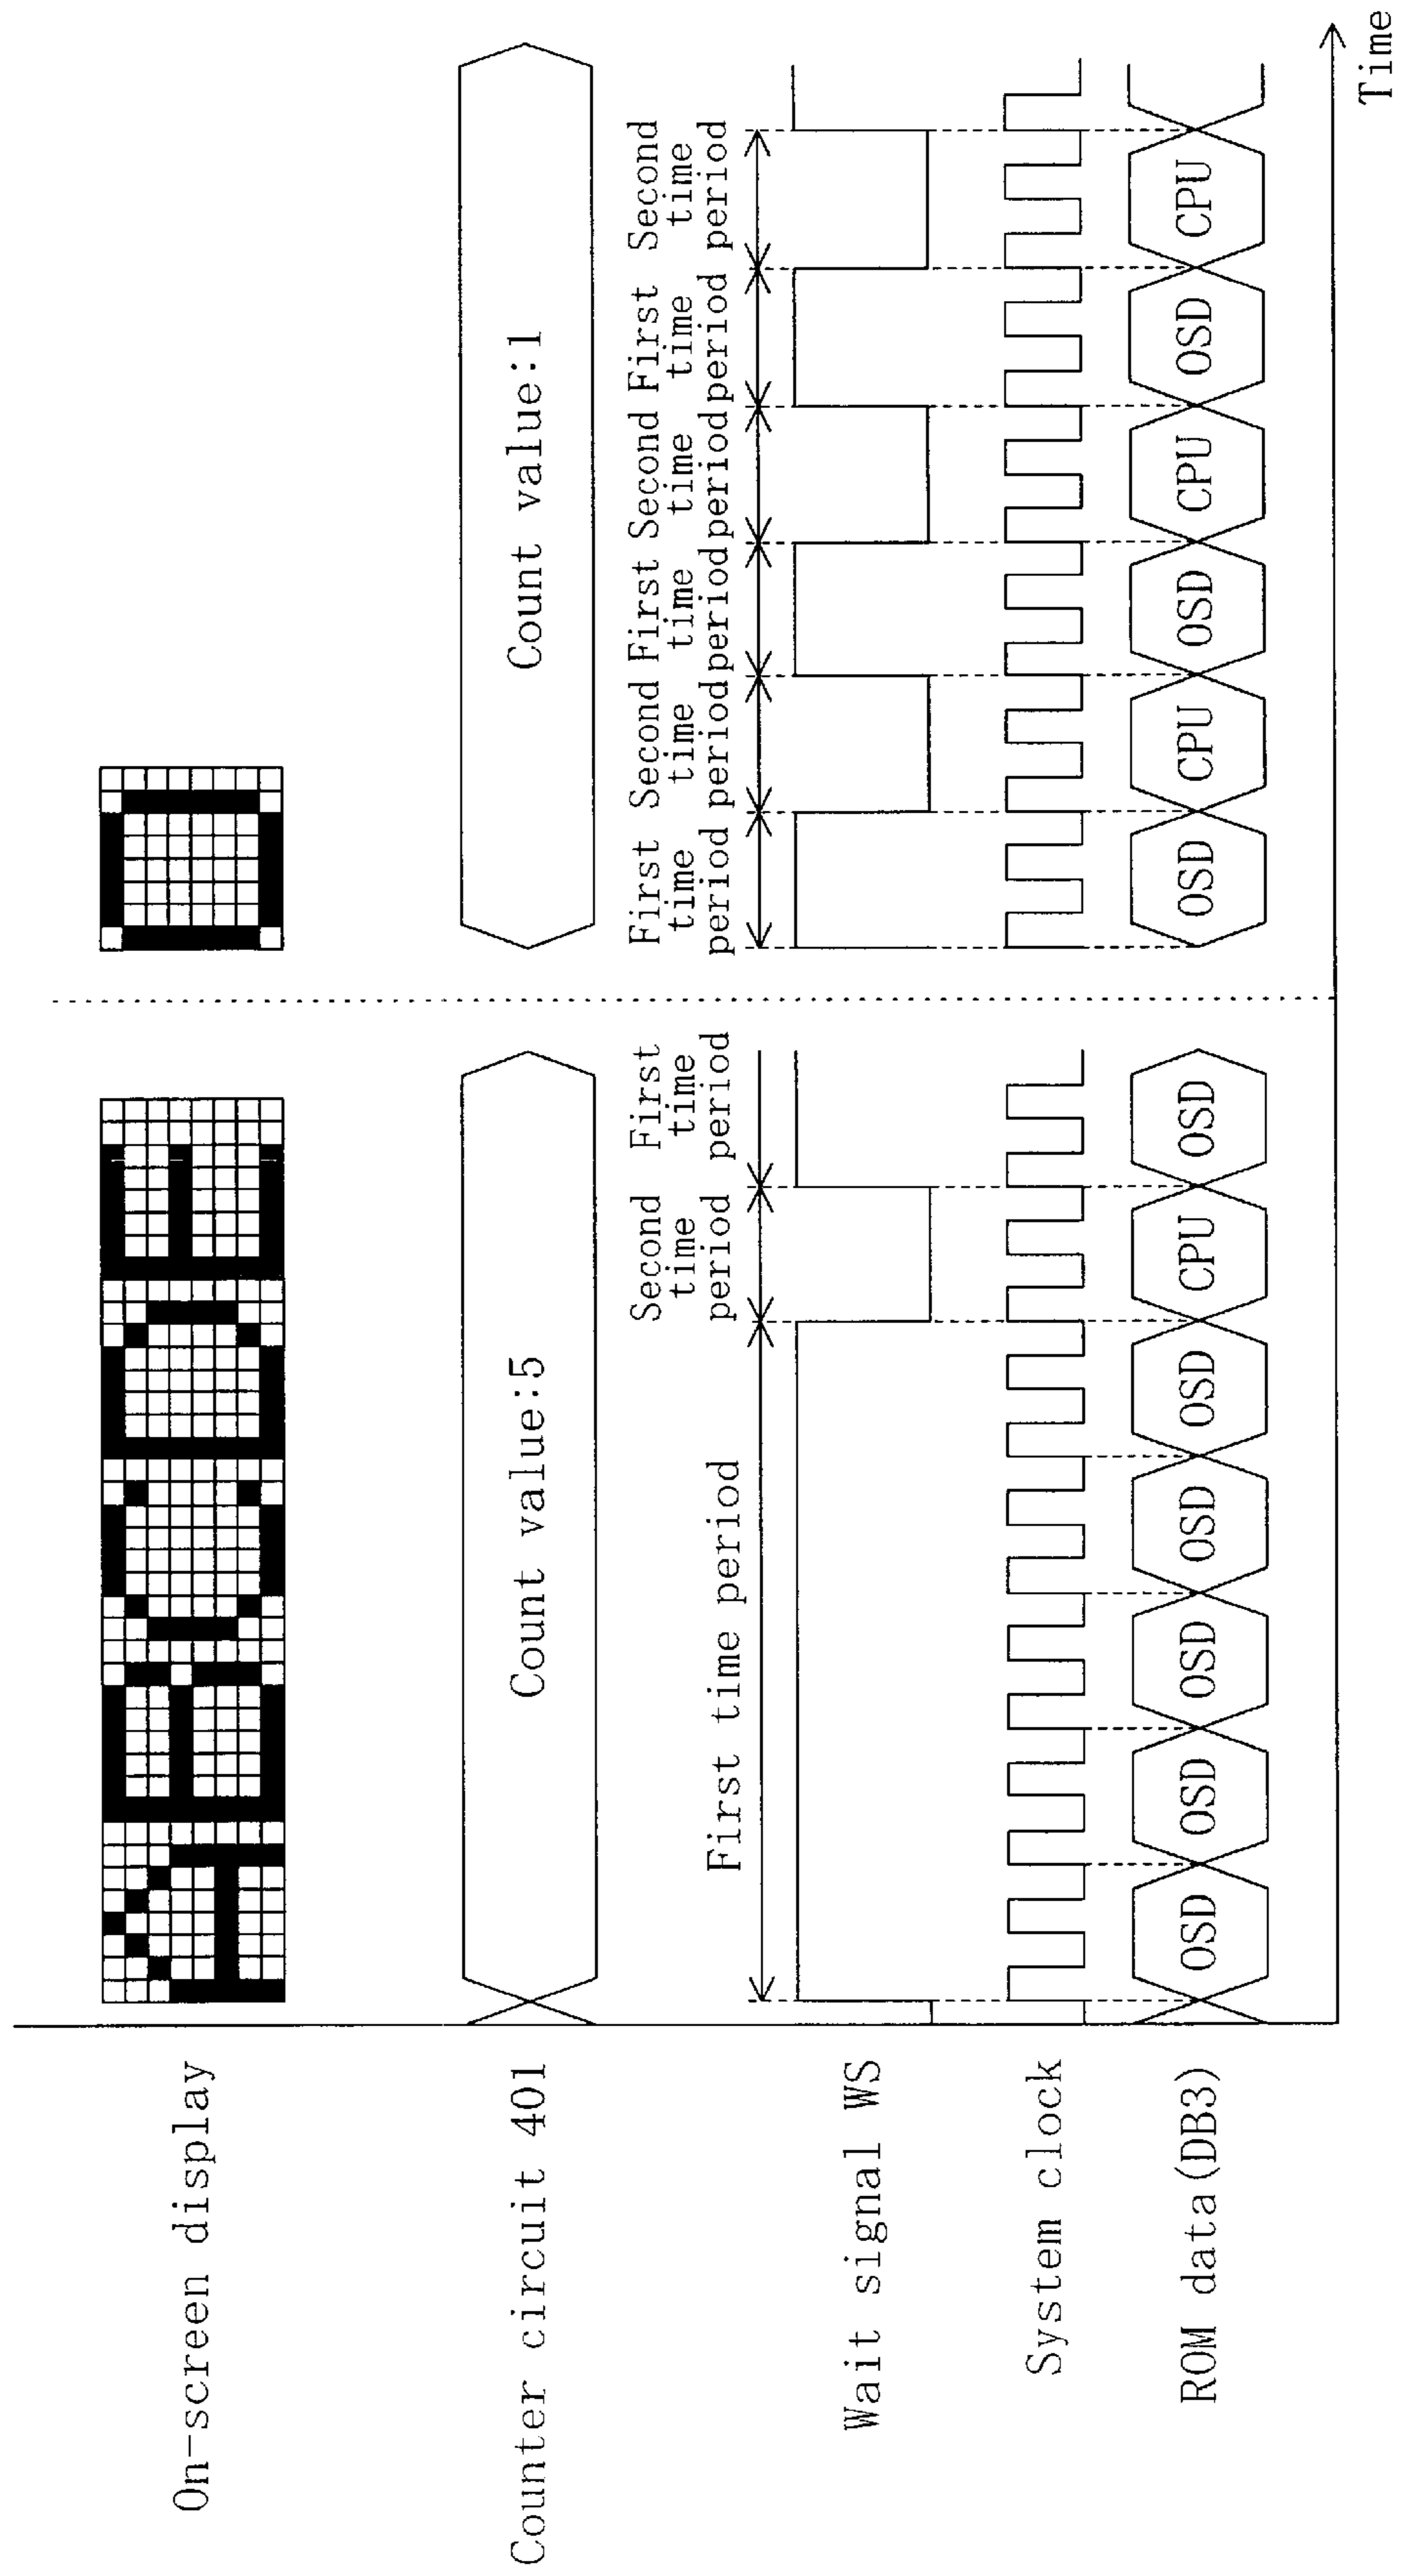 On-screen display
ABCDE
O
Counter circuit 401
Count value:5
Count value:1
First time period
Second
time
period
First
time
period
First
time
period
Second
time
period
First
time
period
Second
time
period
First
time
period
Second
time
period
Wait signal WS
System clock
ROM data(DB3)
OSD
OSD
OSD
OSD
OSD
CPU
OSD
OSD
CPU
OSD
CPU
OSD
CPU
Time